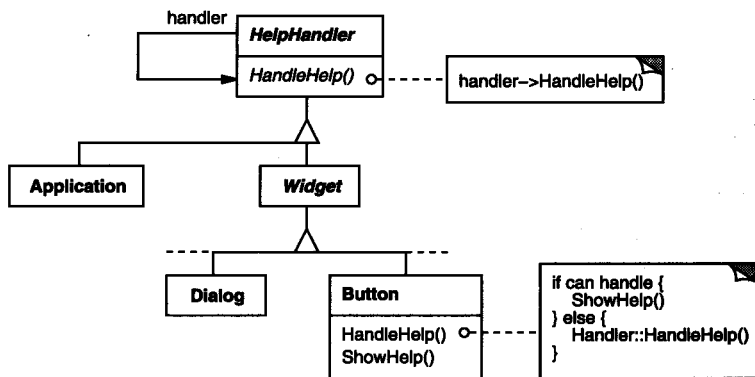 handler
HelpHandler
HandleHelp()
handler->HandleHelp()
Application
Widget
Dialog
Button
HandleHelp()
ShowHelp()
if can handle {
ShowHelp()
} else {
Handler::HandleHelp()
}